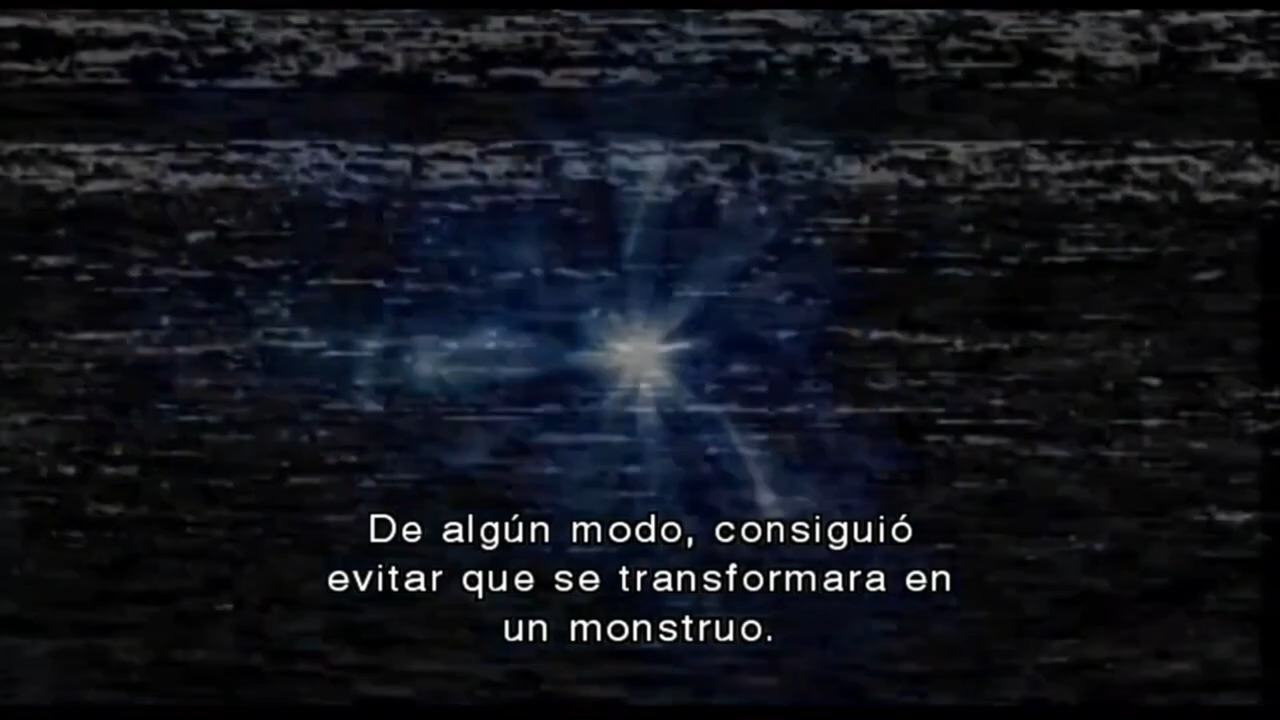 De algún modo, consiguió
evitar que se transformara en
un monstruo.